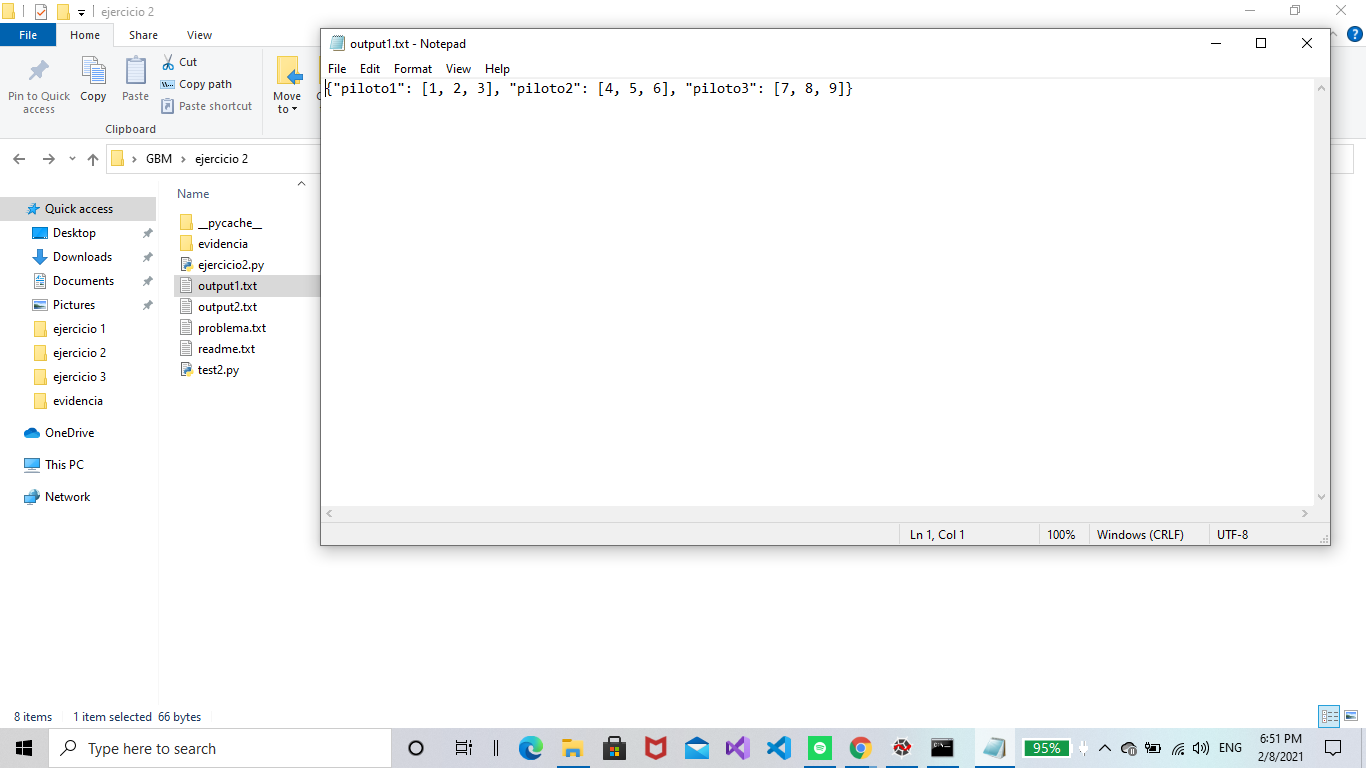 ejercicio 2
File Home Share View
Pin to Quick access
Copy
Paste
Cut
Copy path
Paste shortcut
Move to
Clipboard
GBM ejercicio 2
output1.txt - Notepad
File Edit Format View Help
{"piloto1": [1, 2, 3], "piloto2": [4, 5, 6], "piloto3": [7, 8, 9]}
Ln 1, Col 1 100% Windows (CRLF) UTF-8
Quick access
Desktop
Downloads
Documents
Pictures
ejercicio 1
ejercicio 2
ejercicio 3
evidencia
OneDrive
This PC
Network
Name
__pycache__
evidencia
ejercicio2.py
output1.txt
output2.txt
problema.txt
readme.txt
test2.py
8 items 1 item selected 66 bytes
Type here to search
95%
ENG
6:51 PM
2/8/2021